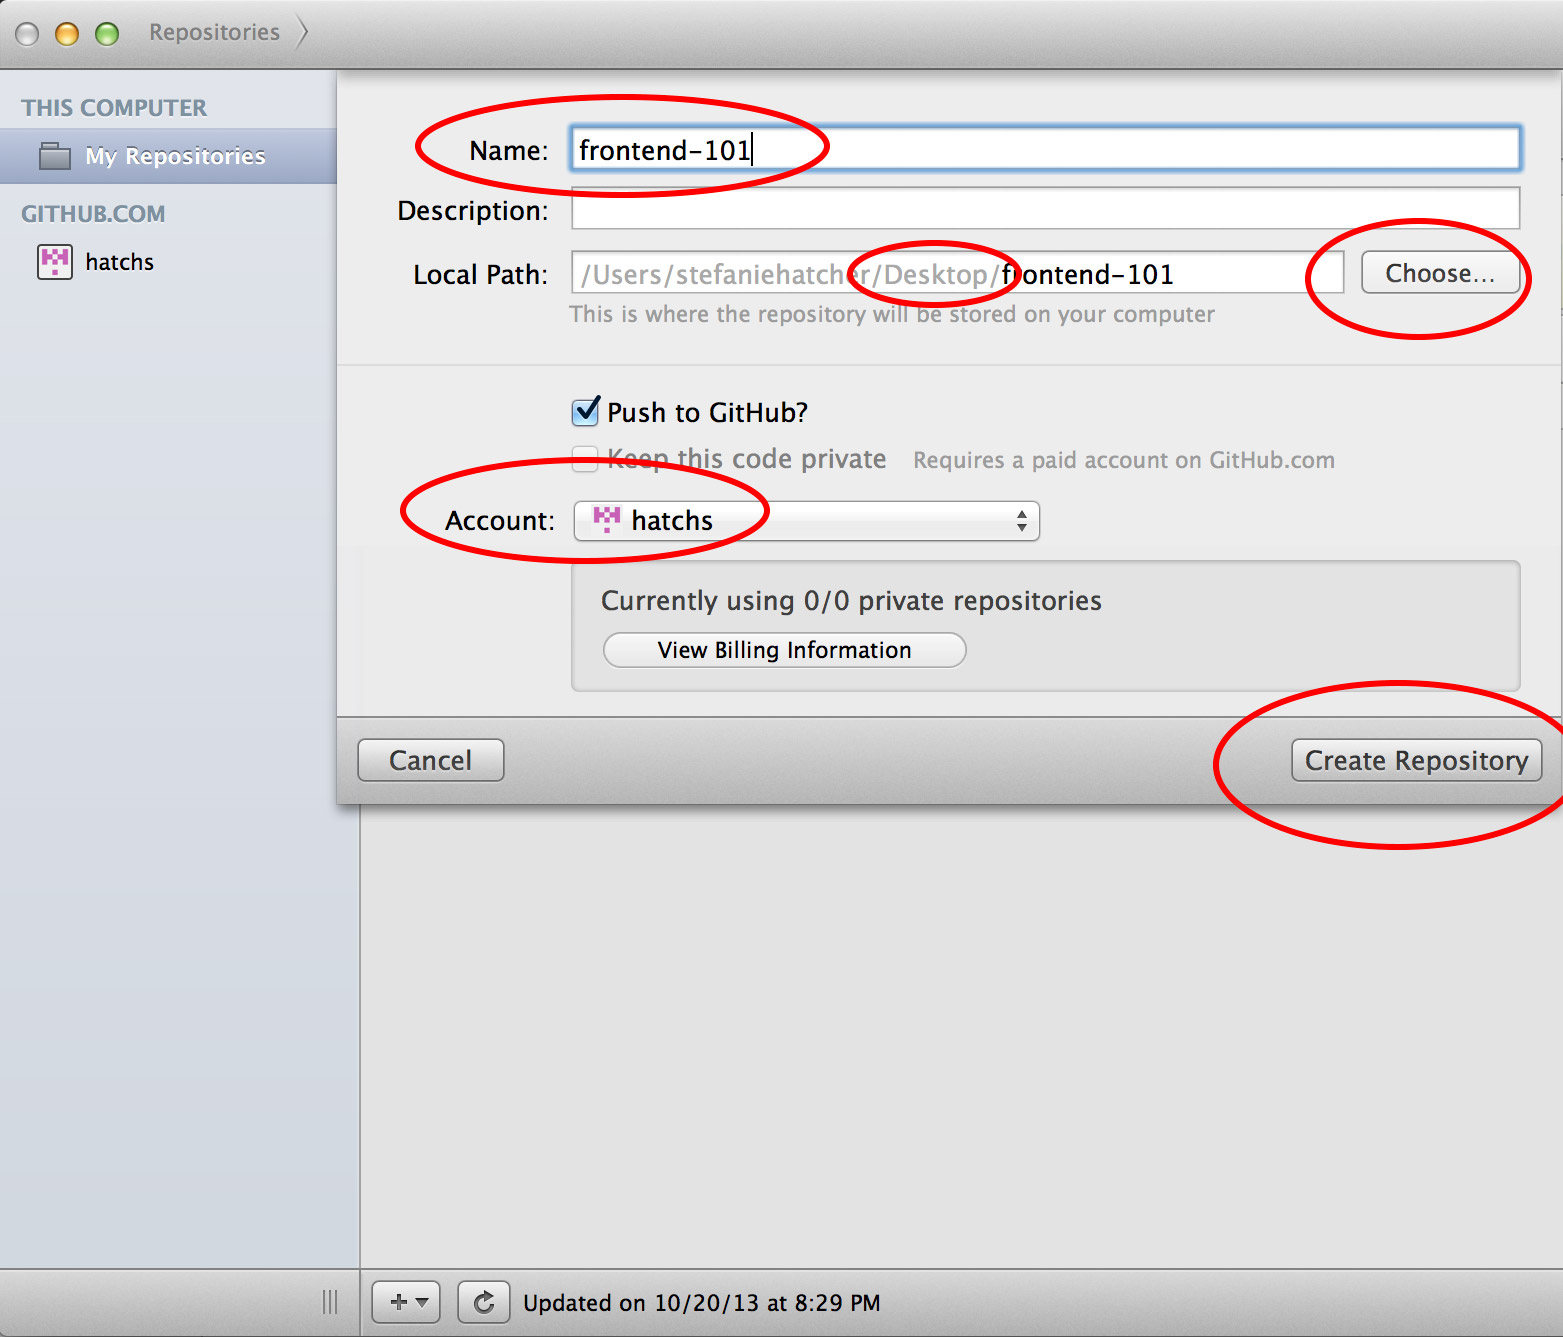 Repositories
THIS COMPUTER
My Repositories
GITHUB.COM
hatchs
Name: frontend-101
Description:
Local Path: /Users/stefaniehatcher/Desktop/frontend-101 Choose...
This is where the repository will be stored on your computer
Push to GitHub?
Keep this code private Requires a paid account on GitHub.com
Account: hatchs
Currently using 0/0 private repositories
View Billing Information
Cancel Create Repository
Updated on 10/20/13 at 8:29 PM